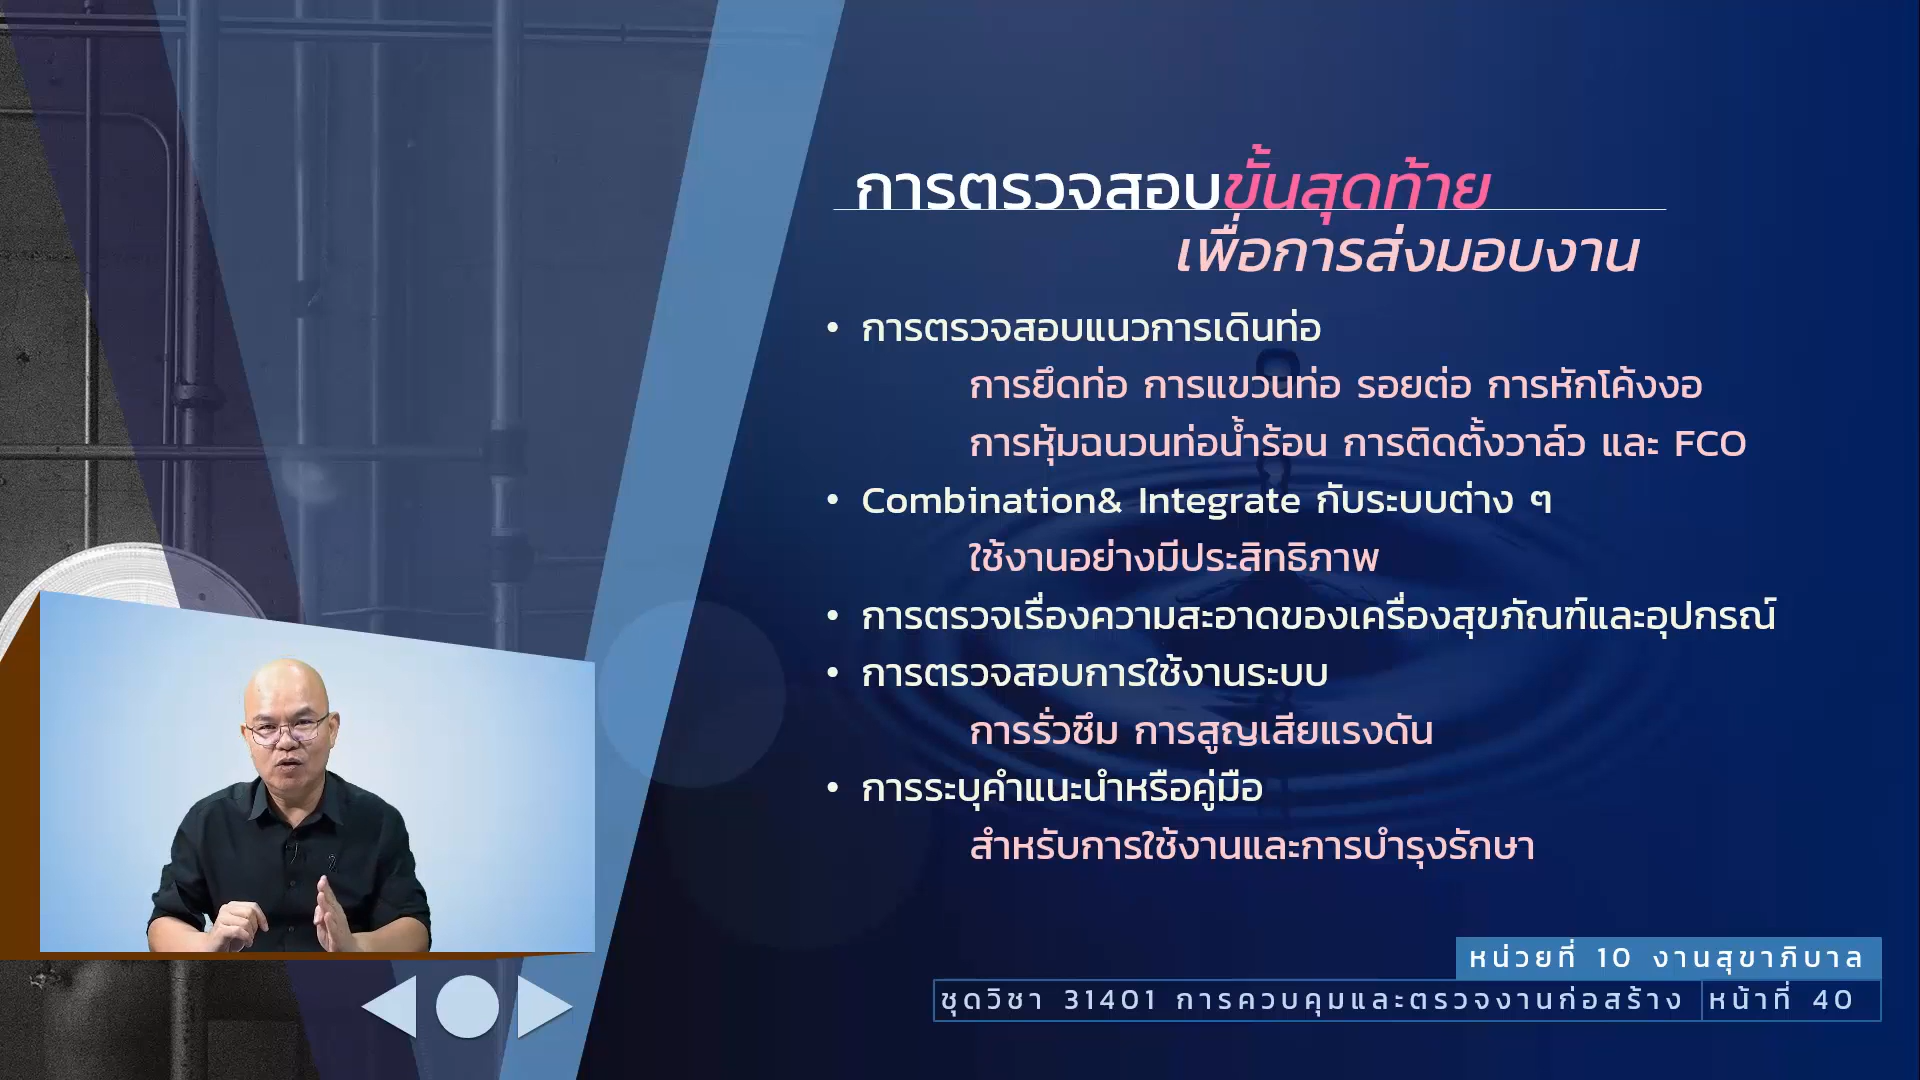 การตรวจสอบขั้นสุดท้าย
เพื่อการส่งมอบงาน
• การตรวจสอบแนวการเดินท่อ
การยึดท่อ การแขวนท่อ รอยต่อ การหักโค้งงอ
การหุ้มฉนวนท่อน้ำร้อน การติดตั้งวาล์ว และ FCO
• Combination& Integrate กับระบบต่าง ๆ
ใช้งานอย่างมีประสิทธิภาพ
• การตรวจเรื่องความสะอาดของเครื่องสุขภัณฑ์และอุปกรณ์
• การตรวจสอบการใช้งานระบบ
การรั่วซึม การสูญเสียแรงดัน
• การระบุคำแนะนำหรือคู่มือ
สำหรับการใช้งานและการบำรุงรักษา
หน่วยที่ 10 งานสุขาภิบาล
ชุดวิชา 31401 การควบคุมและตรวจงานก่อสร้าง หน้าที่ 40